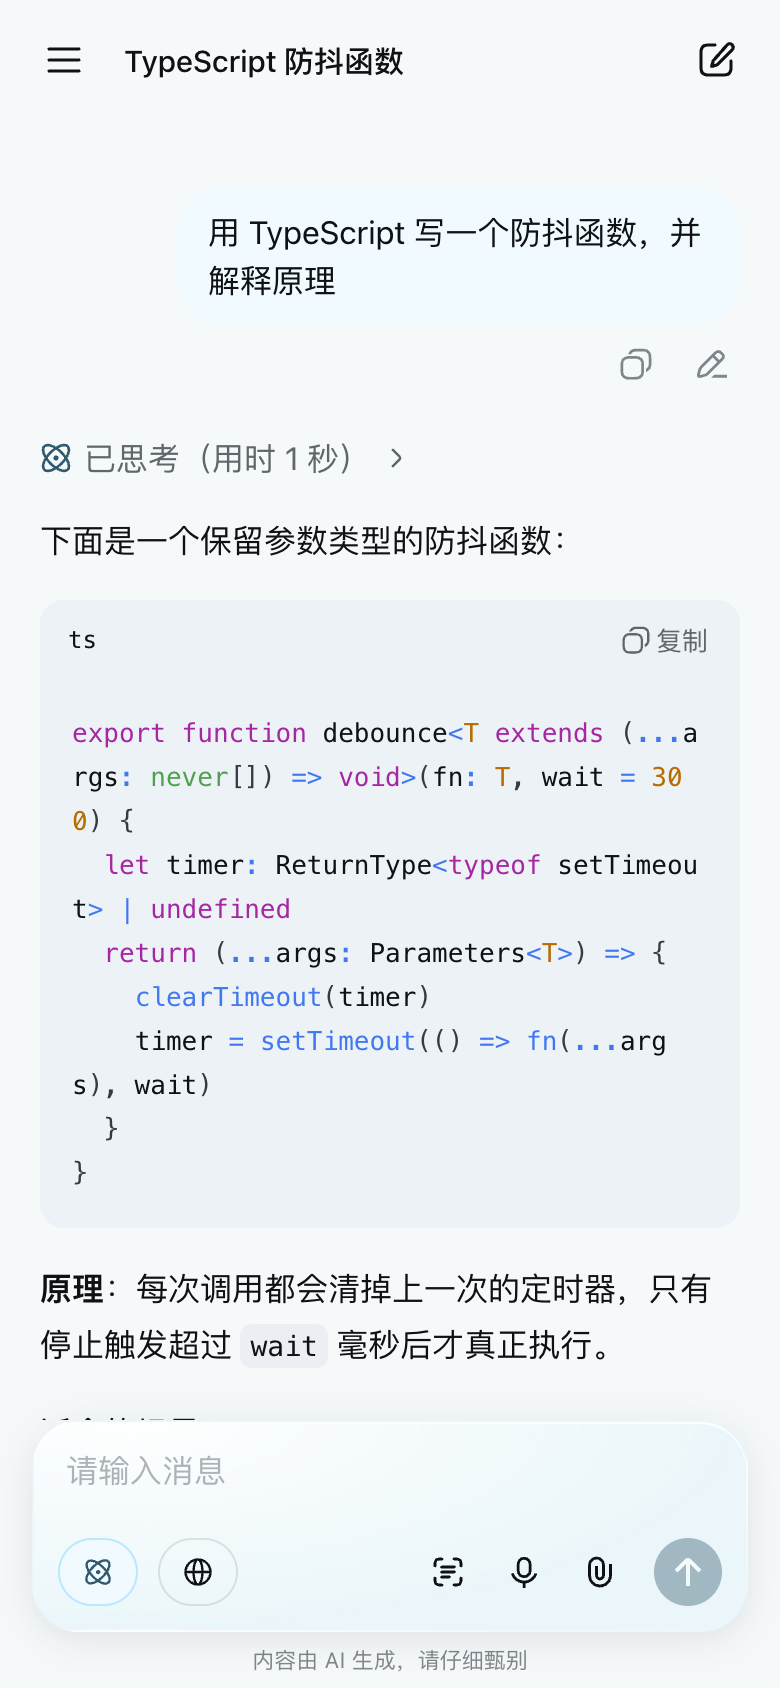 TypeScript 防抖函数
用 TypeScript 写一个防抖函数，并
解释原理
已思考（用时 1 秒）
下面是一个保留参数类型的防抖函数：
ts
复制
export function debounce<T extends (...a
rgs: never[]) => void>(fn: T, wait = 30
0) {
  let timer: ReturnType<typeof setTimeou
t> | undefined
  return (...args: Parameters<T>) => {
    clearTimeout(timer)
    timer = setTimeout(() => fn(...arg
s), wait)
  }
}
原理：每次调用都会清掉上一次的定时器，只有
停止触发超过 wait 毫秒后才真正执行。
请输入消息
内容由 AI 生成，请仔细甄别